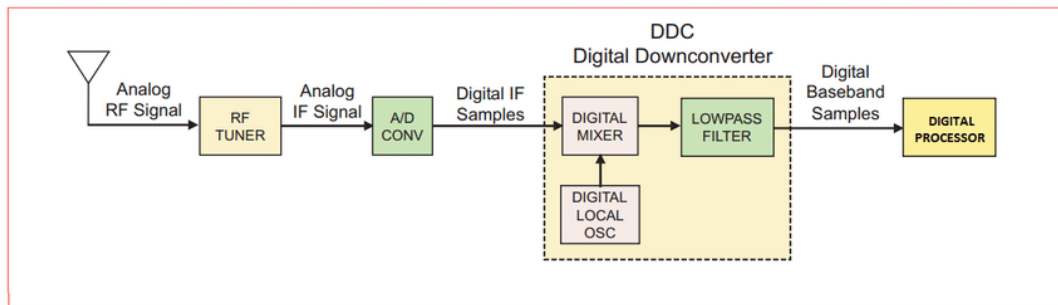 DDC
Digital Downconverter
Analog
RF Signal
RF
TUNER
Analog
IF Signal
A/D
CONV
Digital IF
Samples
DIGITAL
MIXER
DIGITAL
LOCAL
OSC
LOWPASS
FILTER
Digital
Baseband
Samples
DIGITAL
PROCESSOR